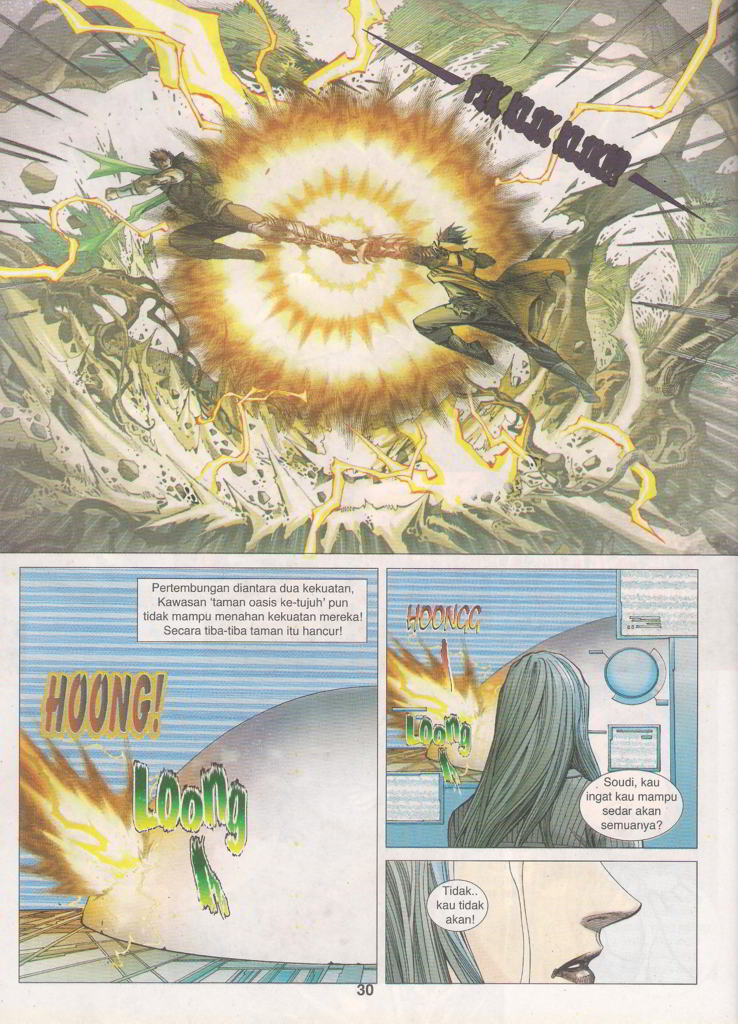 Pertembungan diantara dua kekuatan,
Kawasan 'taman oasis ke-tujuh' pun
tidak mampu menahan kekuatan mereka!
Secara tiba-tiba taman itu hancur!
HOONG!
Loong
HOONGG
Loong
Soudi, kau
ingat kau mampu
sedar akan
semuanya?
Tidak..
kau tidak
akan!
30